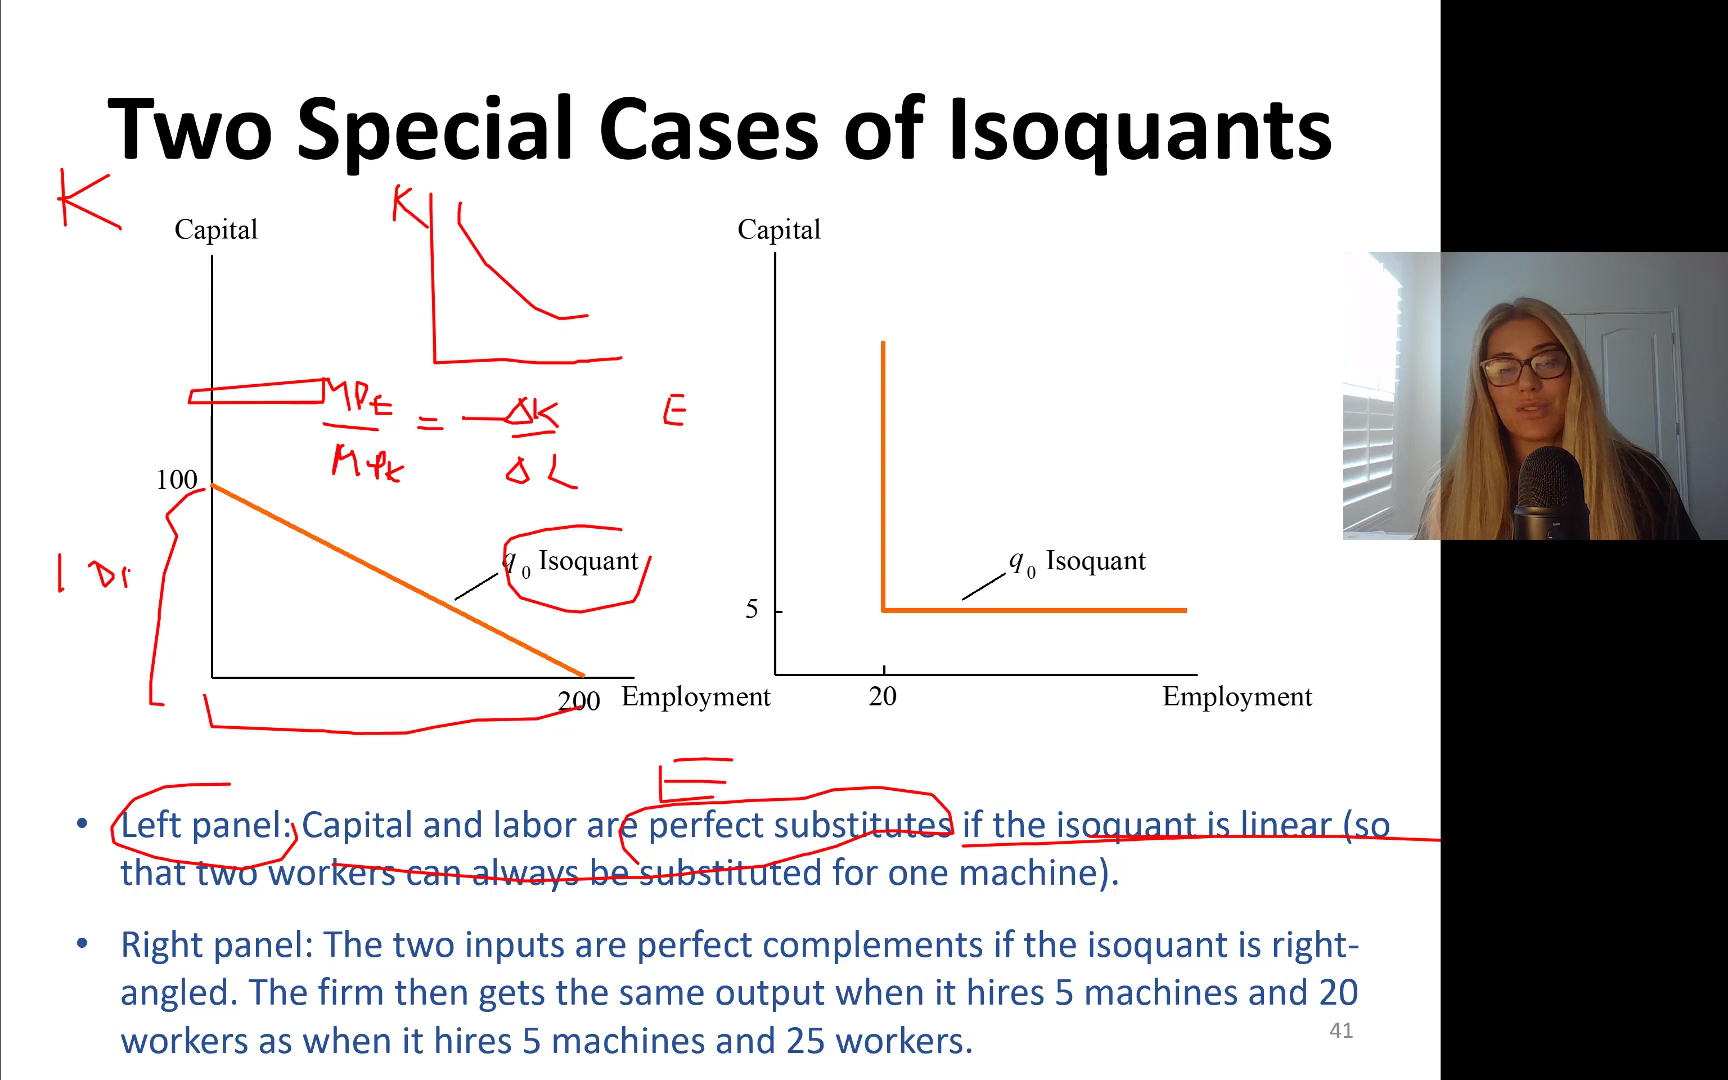 Two Special Cases of Isoquants
K
Capital
K
Capital
MPE
= -ΔK
E
MPK
Δ L
100
q0 Isoquant
q0 Isoquant
5
200
Employment
20
Employment
E
• Left panel: Capital and labor are perfect substitutes if the isoquant is linear (so
that two workers can always be substituted for one machine).
• Right panel: The two inputs are perfect complements if the isoquant is right-
angled. The firm then gets the same output when it hires 5 machines and 20
workers as when it hires 5 machines and 25 workers.
41